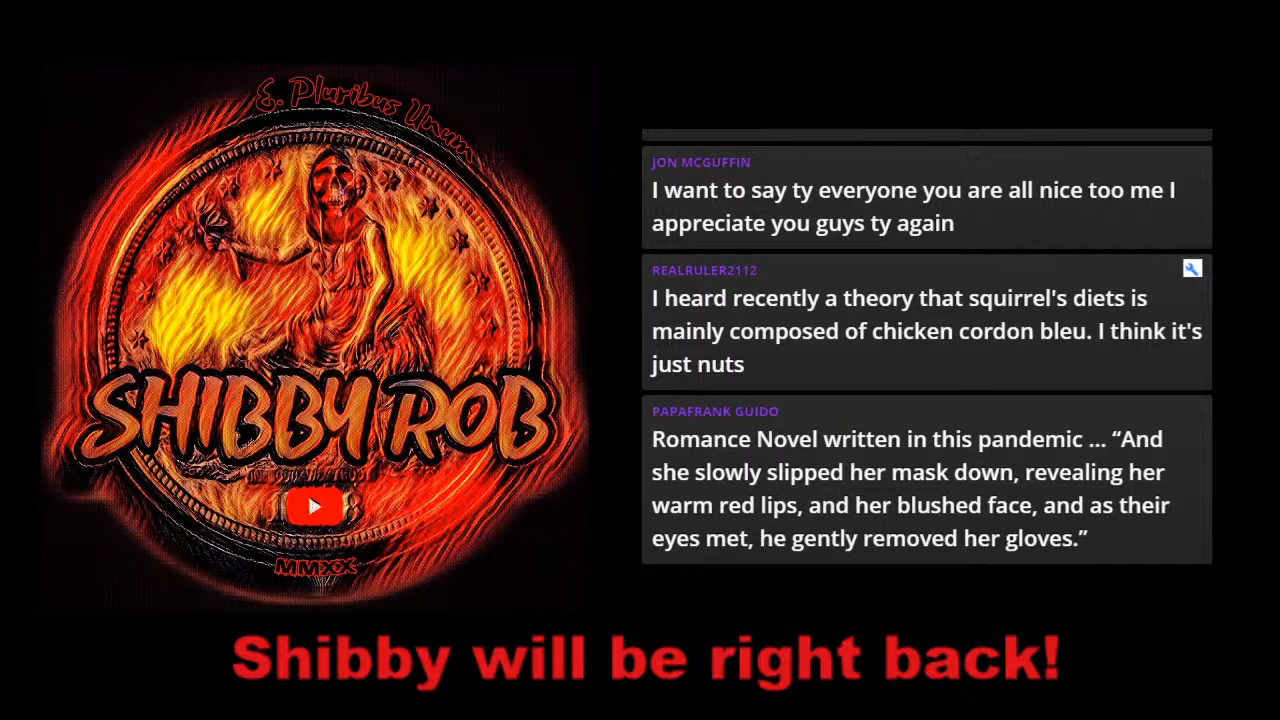 E. Pluribus Unum
SHIBBY ROB
MMXX
JON MCGUFFIN
I want to say ty everyone you are all nice too me I
appreciate you guys ty again
REALRULER2112
I heard recently a theory that squirrel's diets is
mainly composed of chicken cordon bleu. I think it's
just nuts
PAPAFRANK GUIDO
Romance Novel written in this pandemic ... “And
she slowly slipped her mask down, revealing her
warm red lips, and her blushed face, and as their
eyes met, he gently removed her gloves.”
Shibby will be right back!